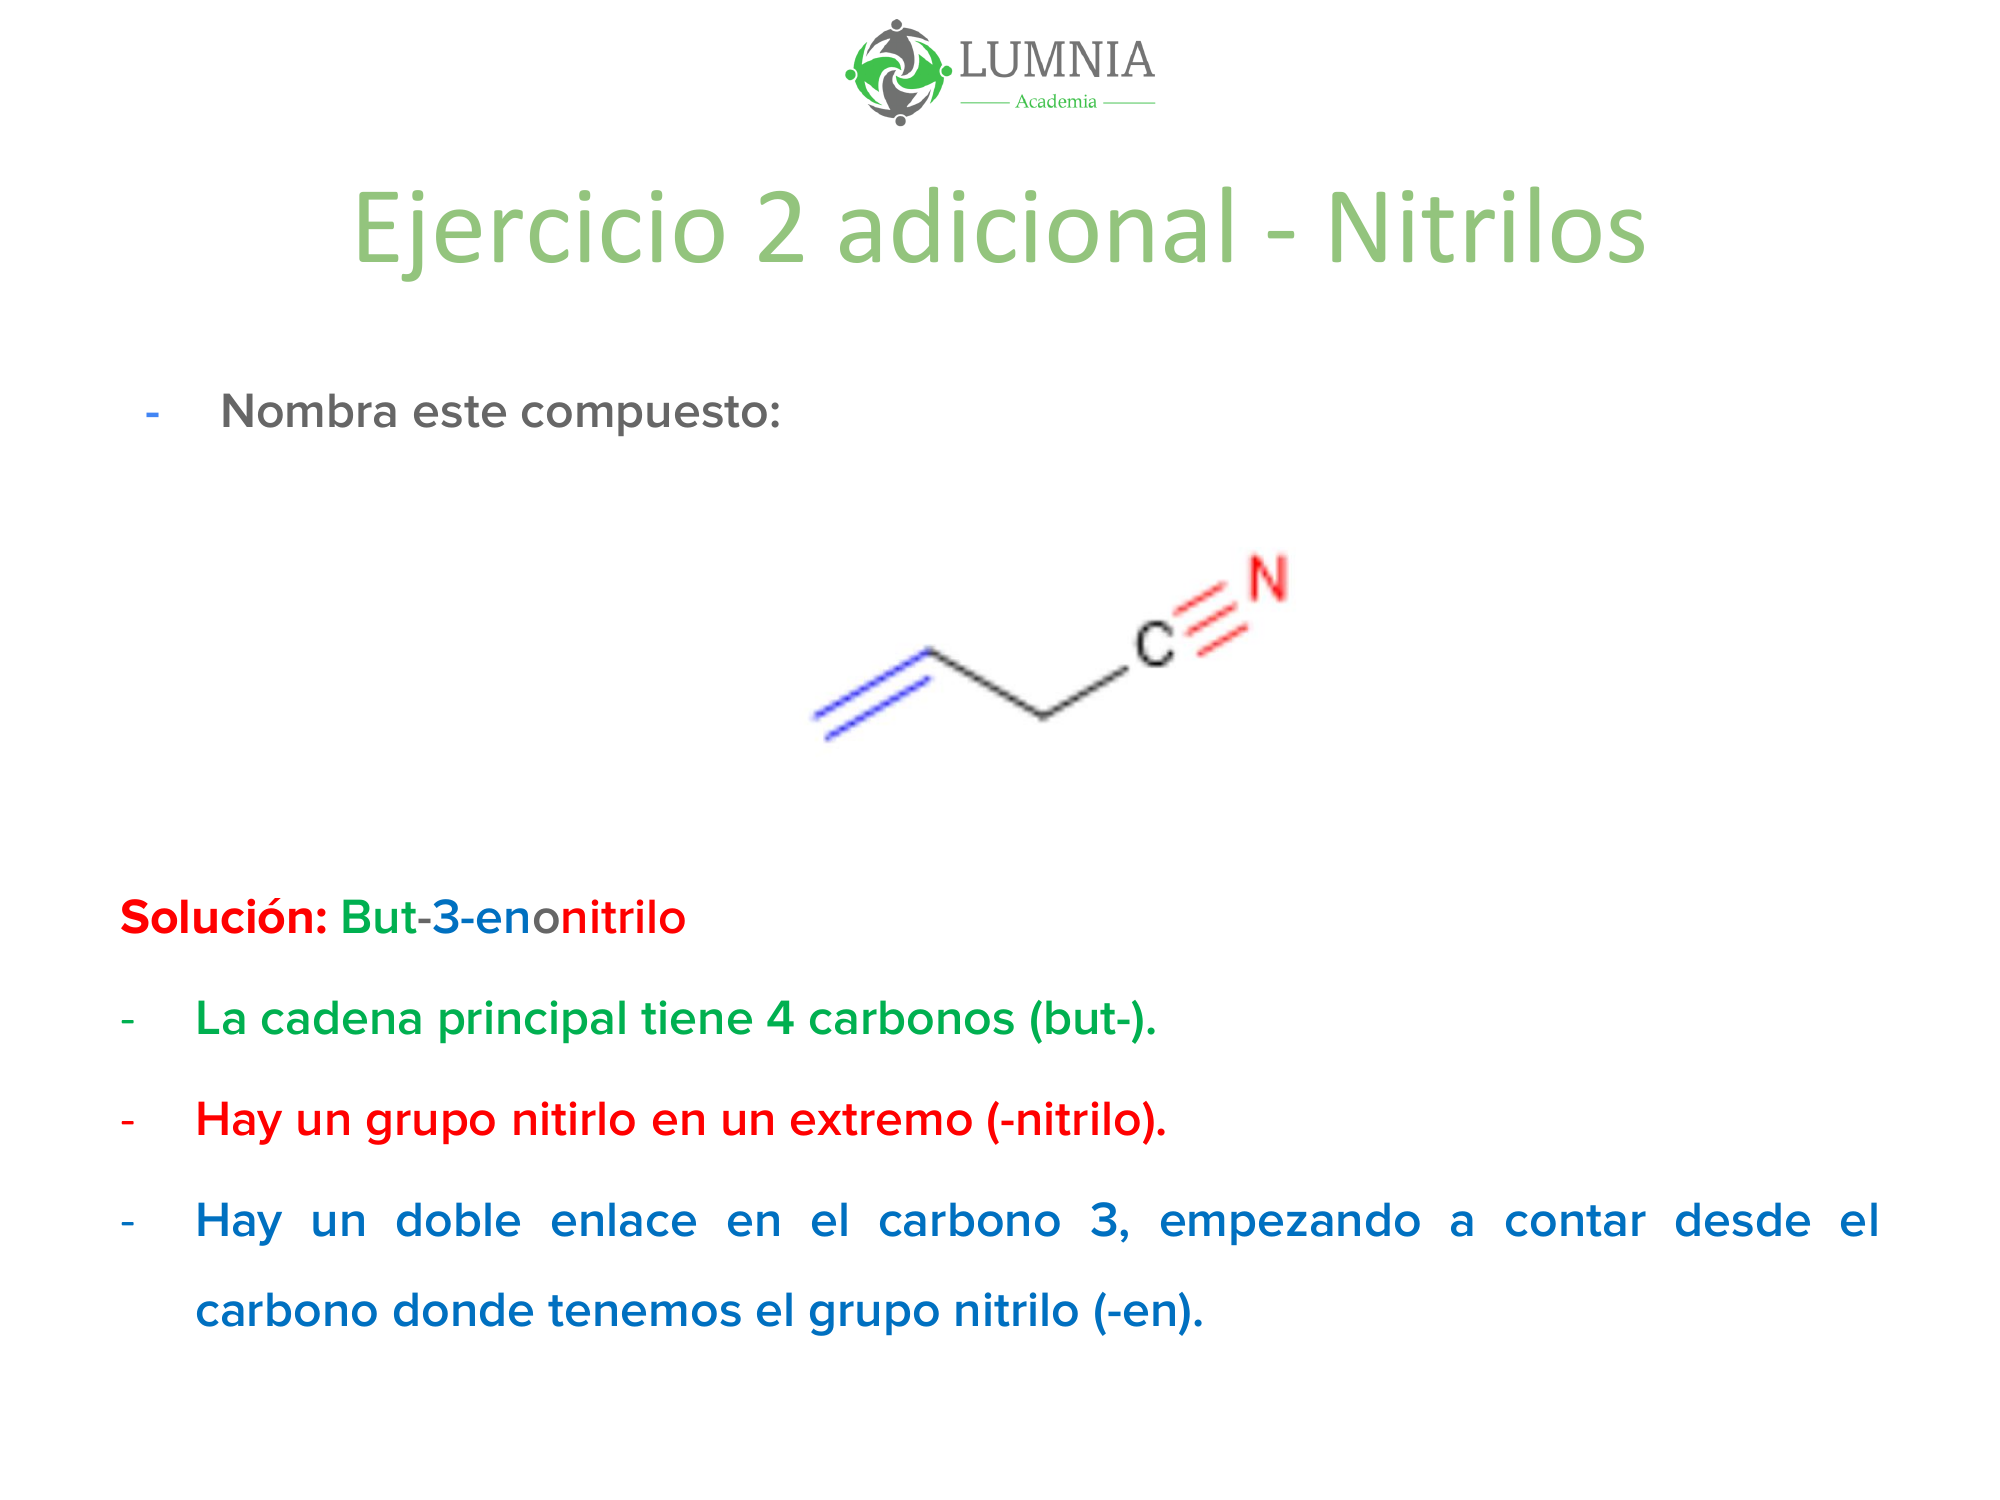 LUMNIA
Academia
Ejercicio 2 adicional - Nitrilos
- Nombra este compuesto:
N
C
Solución: But-3-enonitrilo
- La cadena principal tiene 4 carbonos (but-).
- Hay un grupo nitirlo en un extremo (-nitrilo).
- Hay un doble enlace en el carbono 3, empezando a contar desde el
carbono donde tenemos el grupo nitrilo (-en).